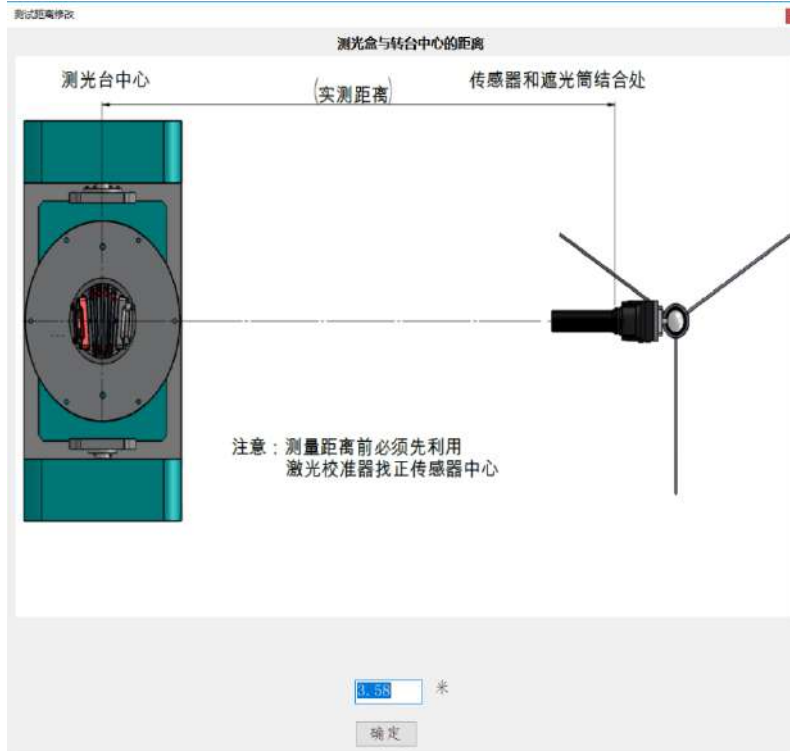 测试距离修改
测光盒与转台中心的距离
测光台中心
(实测距离)
传感器和遮光筒结合处
注意：测量距离前必须先利用
激光校准器找正传感器中心
3.58 米
确定